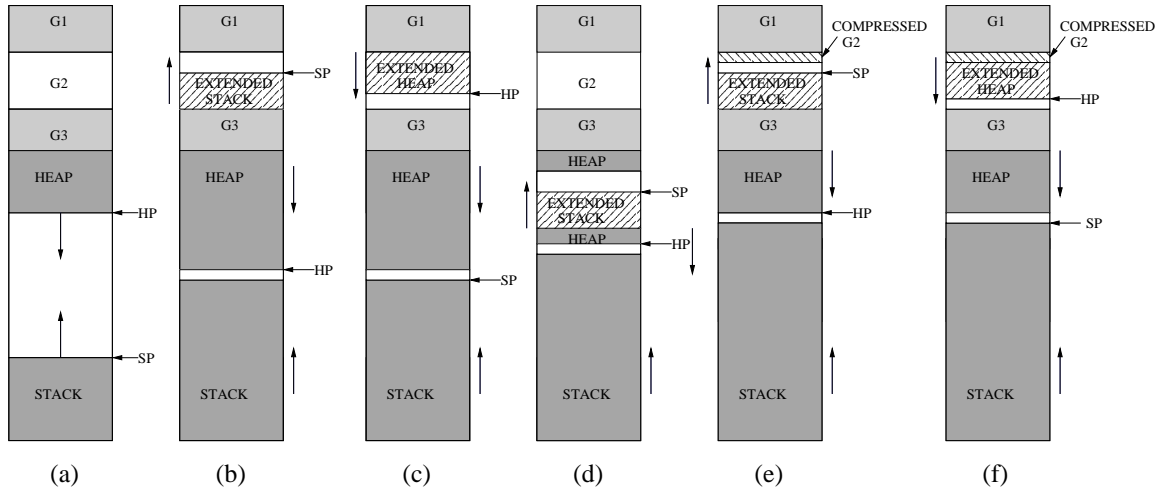 G1
G2
G3
HEAP
HP
SP
STACK
(a)
G1
SP
EXTENDED
STACK
G3
HEAP
HP
STACK
(b)
G1
EXTENDED
HEAP
HP
G3
HEAP
SP
STACK
(c)
G1
G2
G3
HEAP
SP
EXTENDED
STACK
HEAP
HP
STACK
(d)
G1
COMPRESSED
G2
SP
EXTENDED
STACK
G3
HEAP
HP
STACK
(e)
G1
COMPRESSED
G2
EXTENDED
HEAP
HP
G3
HEAP
SP
STACK
(f)